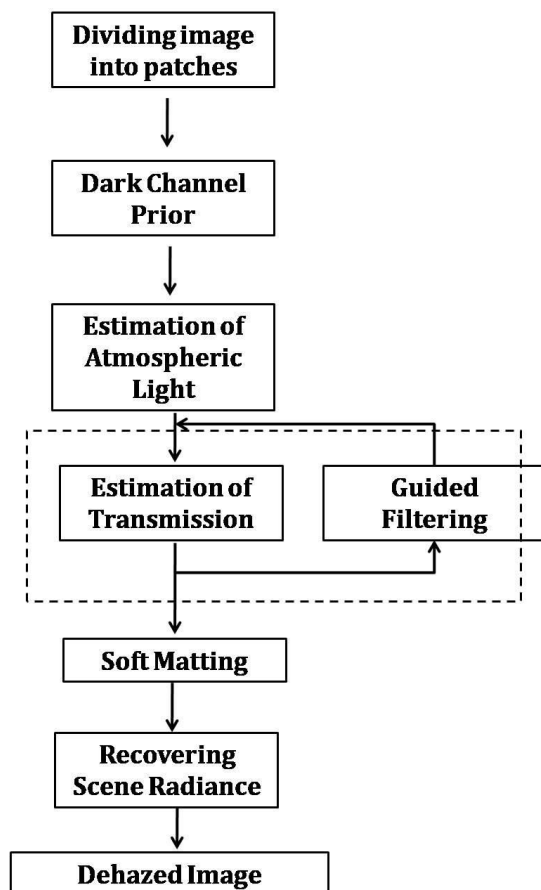 Dividing image
into patches
Dark Channel
Prior
Estimation of
Atmospheric
Light
Estimation of
Transmission
Guided
Filtering
Soft Matting
Recovering
Scene Radiance
Dehazed Image